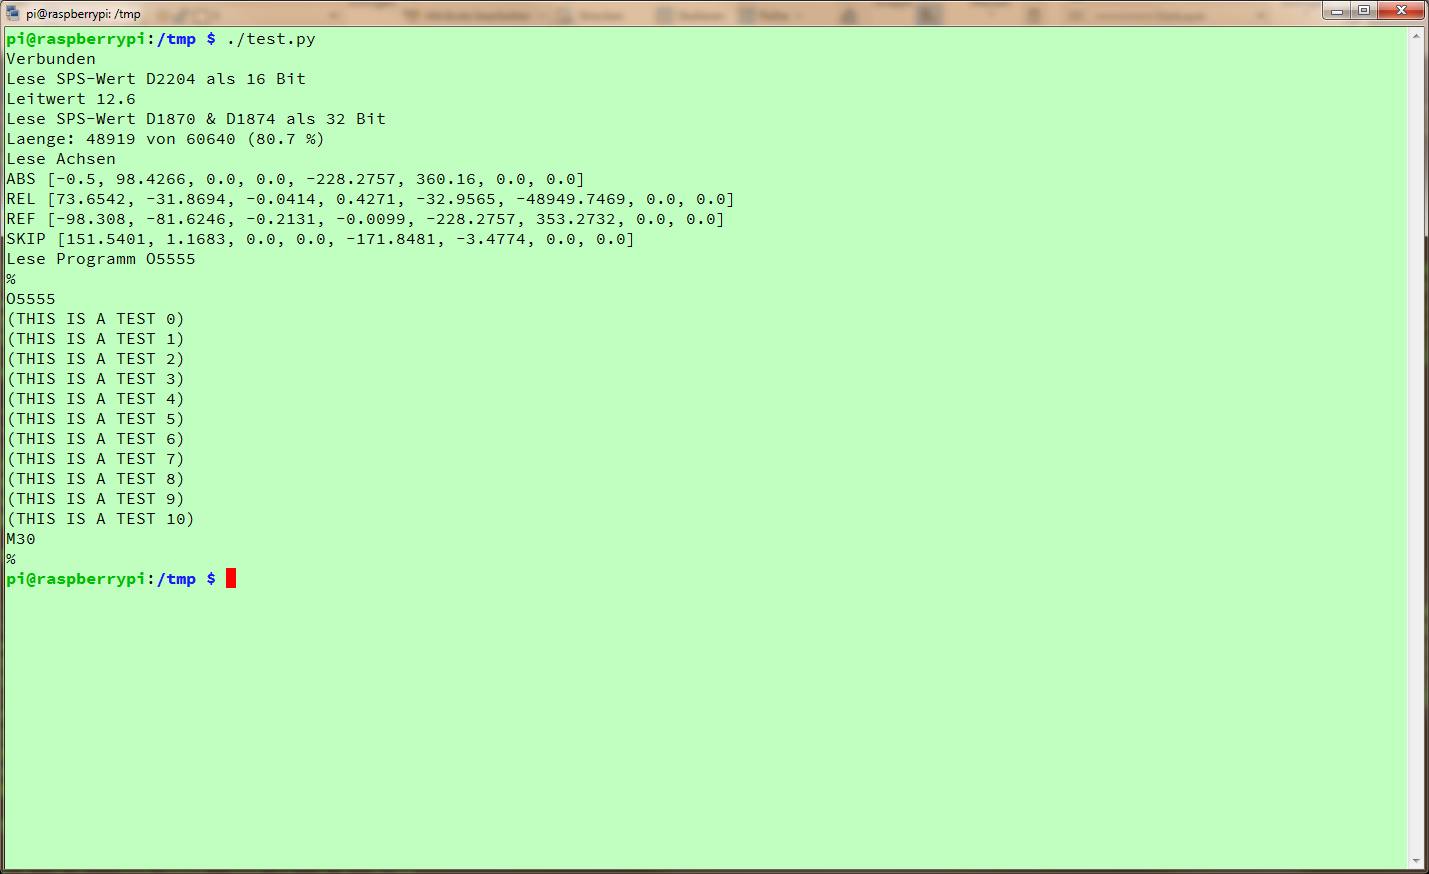 pi@raspberrypi: /tmp
pi@raspberrypi:/tmp $ ./test.py
Verbunden
Lese SPS-Wert D2204 als 16 Bit
Leitwert 12.6
Lese SPS-Wert D1870 & D1874 als 32 Bit
Laenge: 48919 von 60640 (80.7 %)
Lese Achsen
ABS [-0.5, 98.4266, 0.0, 0.0, -228.2757, 360.16, 0.0, 0.0]
REL [73.6542, -31.8694, -0.0414, 0.4271, -32.9565, -48949.7469, 0.0, 0.0]
REF [-98.308, -81.6246, -0.2131, -0.0099, -228.2757, 353.2732, 0.0, 0.0]
SKIP [151.5401, 1.1683, 0.0, 0.0, -171.8481, -3.4774, 0.0, 0.0]
Lese Programm O5555
%
O5555
(THIS IS A TEST 0)
(THIS IS A TEST 1)
(THIS IS A TEST 2)
(THIS IS A TEST 3)
(THIS IS A TEST 4)
(THIS IS A TEST 5)
(THIS IS A TEST 6)
(THIS IS A TEST 7)
(THIS IS A TEST 8)
(THIS IS A TEST 9)
(THIS IS A TEST 10)
M30
%
pi@raspberrypi:/tmp $